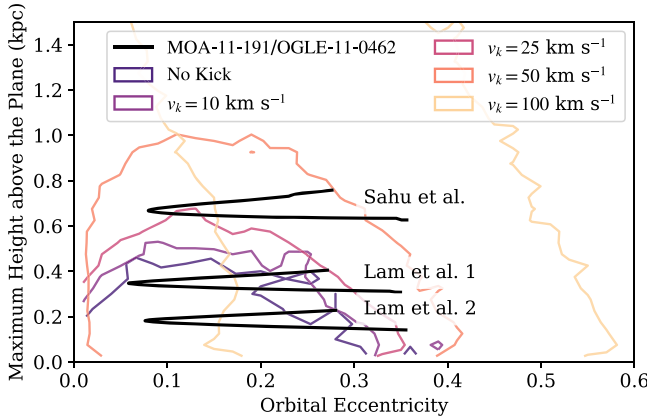 MOA-11-191/OGLE-11-0462
No Kick
v_k = 10 km s⁻¹
v_k = 25 km s⁻¹
v_k = 50 km s⁻¹
v_k = 100 km s⁻¹
Maximum Height above the Plane (kpc)
1.4
1.2
1.0
0.8
0.6
0.4
0.2
0.0
Sahu et al.
Lam et al. 1
Lam et al. 2
0.0 0.1 0.2 0.3 0.4 0.5 0.6
Orbital Eccentricity